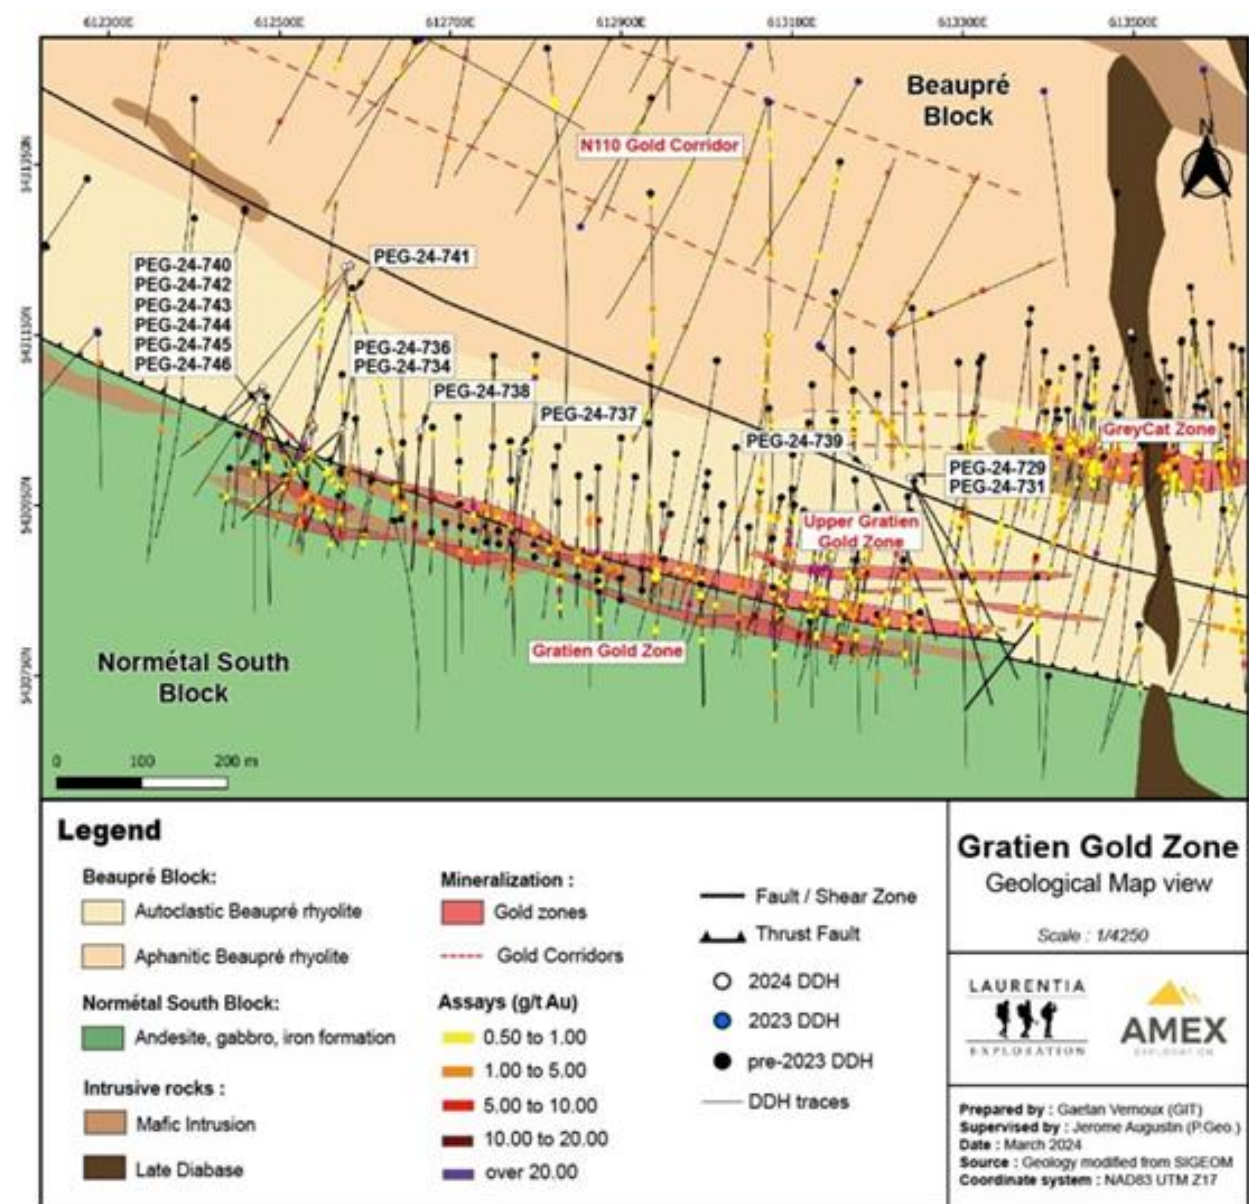 612300E 612500E 612700E 612900E 613100E 613300E 613500E
Beaupré
Block
N110 Gold Corridor
N
5431350N
PEG-24-741
PEG-24-740
PEG-24-742
PEG-24-743
PEG-24-744
PEG-24-745
PEG-24-746
5431150N
PEG-24-736
PEG-24-734
PEG-24-738
PEG-24-737
PEG-24-739
GreyCat Zone
PEG-24-729
PEG-24-731
5430950N
Upper Gratien
Gold Zone
Gratien Gold Zone
Normétal South
Block
5430750N
0 100 200 m
Legend
Beaupré Block:
Autoclastic Beaupré rhyolite
Aphanitic Beaupré rhyolite
Normétal South Block:
Andesite, gabbro, iron formation
Intrusive rocks :
Mafic Intrusion
Late Diabase
Mineralization :
Gold zones
Gold Corridors
Assays (g/t Au)
0.50 to 1.00
1.00 to 5.00
5.00 to 10.00
10.00 to 20.00
over 20.00
Fault / Shear Zone
Thrust Fault
2024 DDH
2023 DDH
pre-2023 DDH
DDH traces
Gratien Gold Zone
Geological Map view
Scale : 1/4250
LAURENTIA
EXPLORATION
AMEX
EXPLORATION
Prepared by : Gaetan Vernoux (GIT)
Supervised by : Jerome Augustin (P.Geo.)
Date : March 2024
Source : Geology modified from SIGEOM
Coordinate system : NAD83 UTM Z17